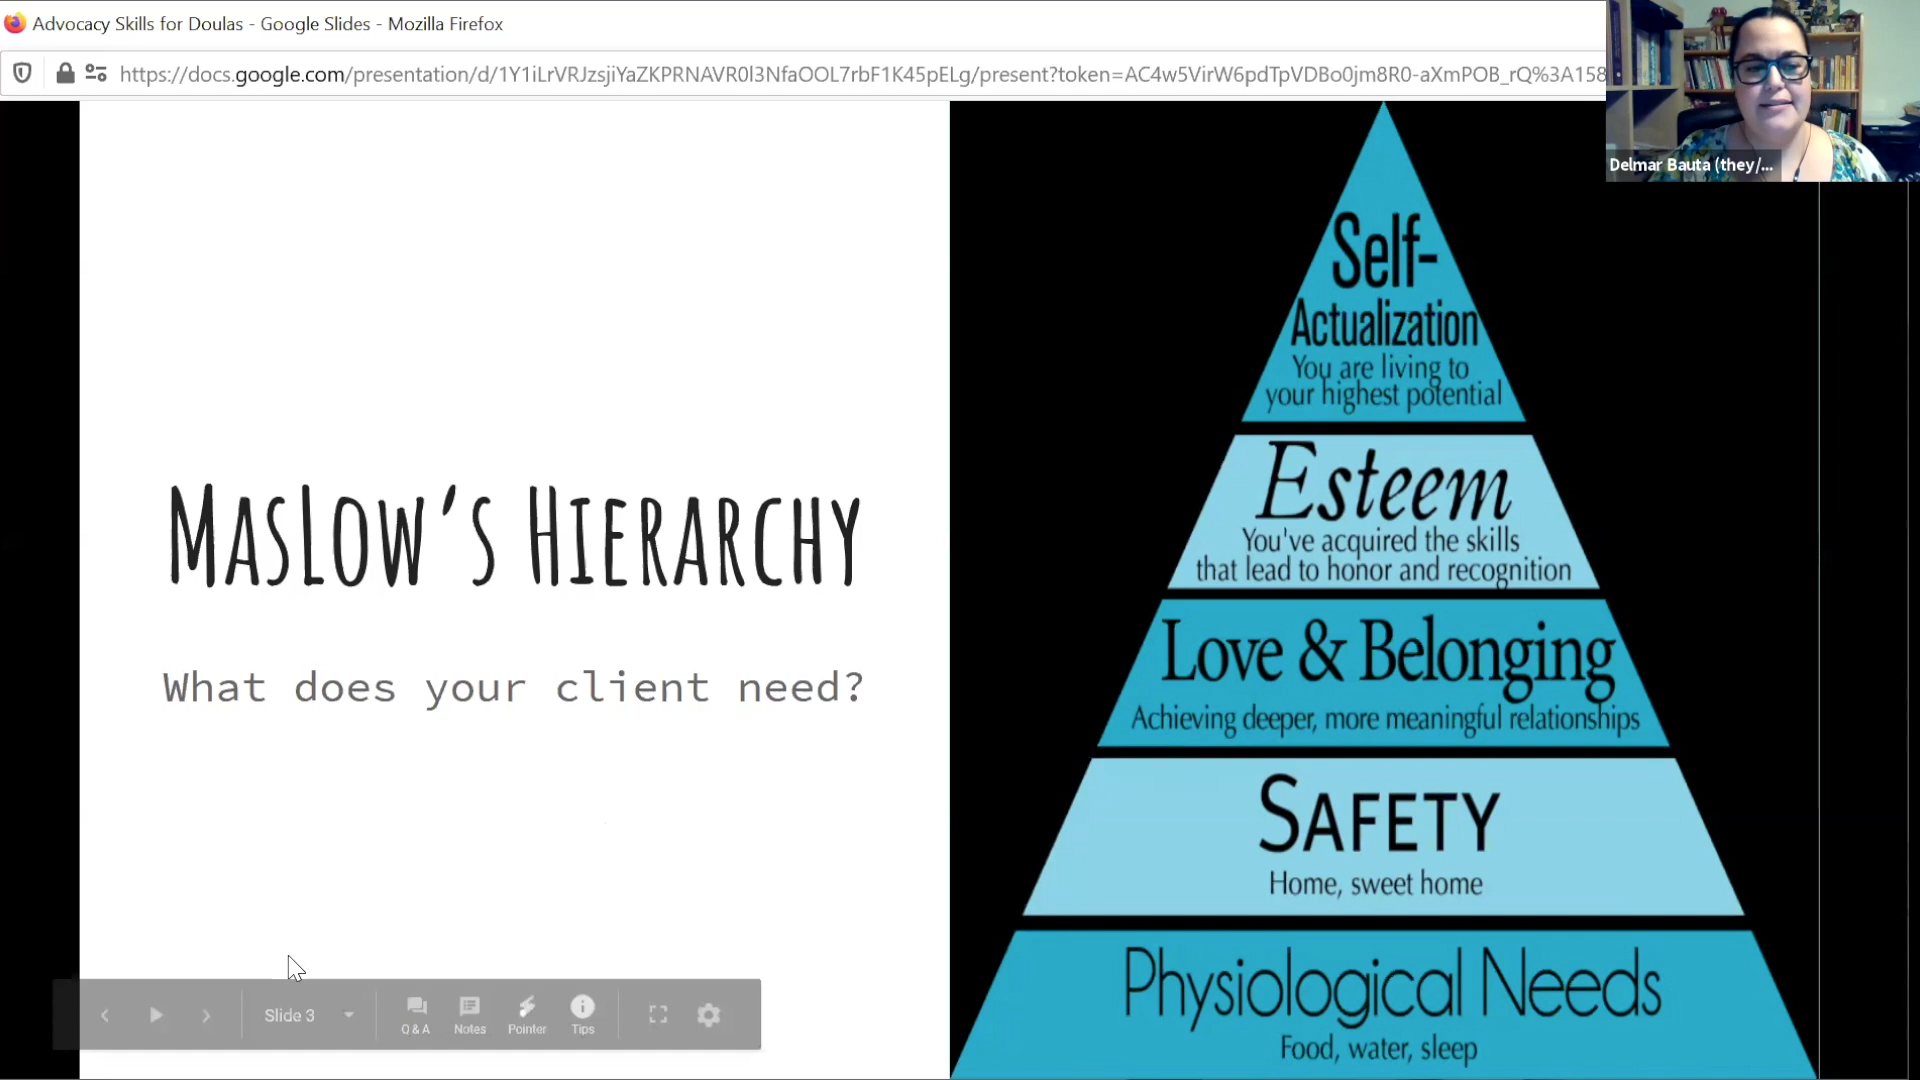 Advocacy Skills for Doulas - Google Slides - Mozilla Firefox
https://docs.google.com/presentation/d/1Y1iLrVRJzsjiYaZKPRNAVR0l3NfaOOL7rbF1K45pELg/present?token=AC4w5VirW6pdTpVDBo0jm8R0-aXmPOB_rQ%3A158
Delmar Bauta (they/...
Maslow's Hierarchy
What does your client need?
Self-
Actualization
You are living to
your highest potential
Esteem
You've acquired the skills
that lead to honor and recognition
Love & Belonging
Achieving deeper, more meaningful relationships
Safety
Home, sweet home
Physiological Needs
Food, water, sleep
Slide 3
Q & A
Notes
Pointer
Tips